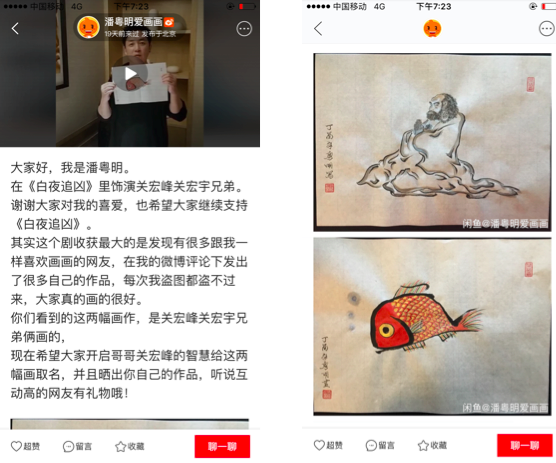 中国移动 4G 下午7:23
潘粤明爱画画
19天前来过 发布于北京
大家好，我是潘粤明。
在《白夜追凶》里饰演关宏峰关宏宇兄弟。
谢谢大家对我的喜爱，也希望大家继续支持
《白夜追凶》。
其实这个剧收获最大的是发现有很多跟我一
样喜欢画画的网友，在我的微博评论下发出
了很多自己的作品，每次我盗图都盗不过
来，大家真的画的很好。
你们看到的这两幅画作，是关宏峰关宏宇兄
弟俩画的，
现在希望大家开启哥哥关宏峰的智慧给这两
幅画取名，并且晒出你自己的作品，听说互
动高的网友有礼物哦！
超赞 留言 收藏 聊一聊
中国移动 4G 下午7:23
闲鱼@潘粤明爱画画
闲鱼@潘粤明爱画画
超赞 留言 收藏 聊一聊